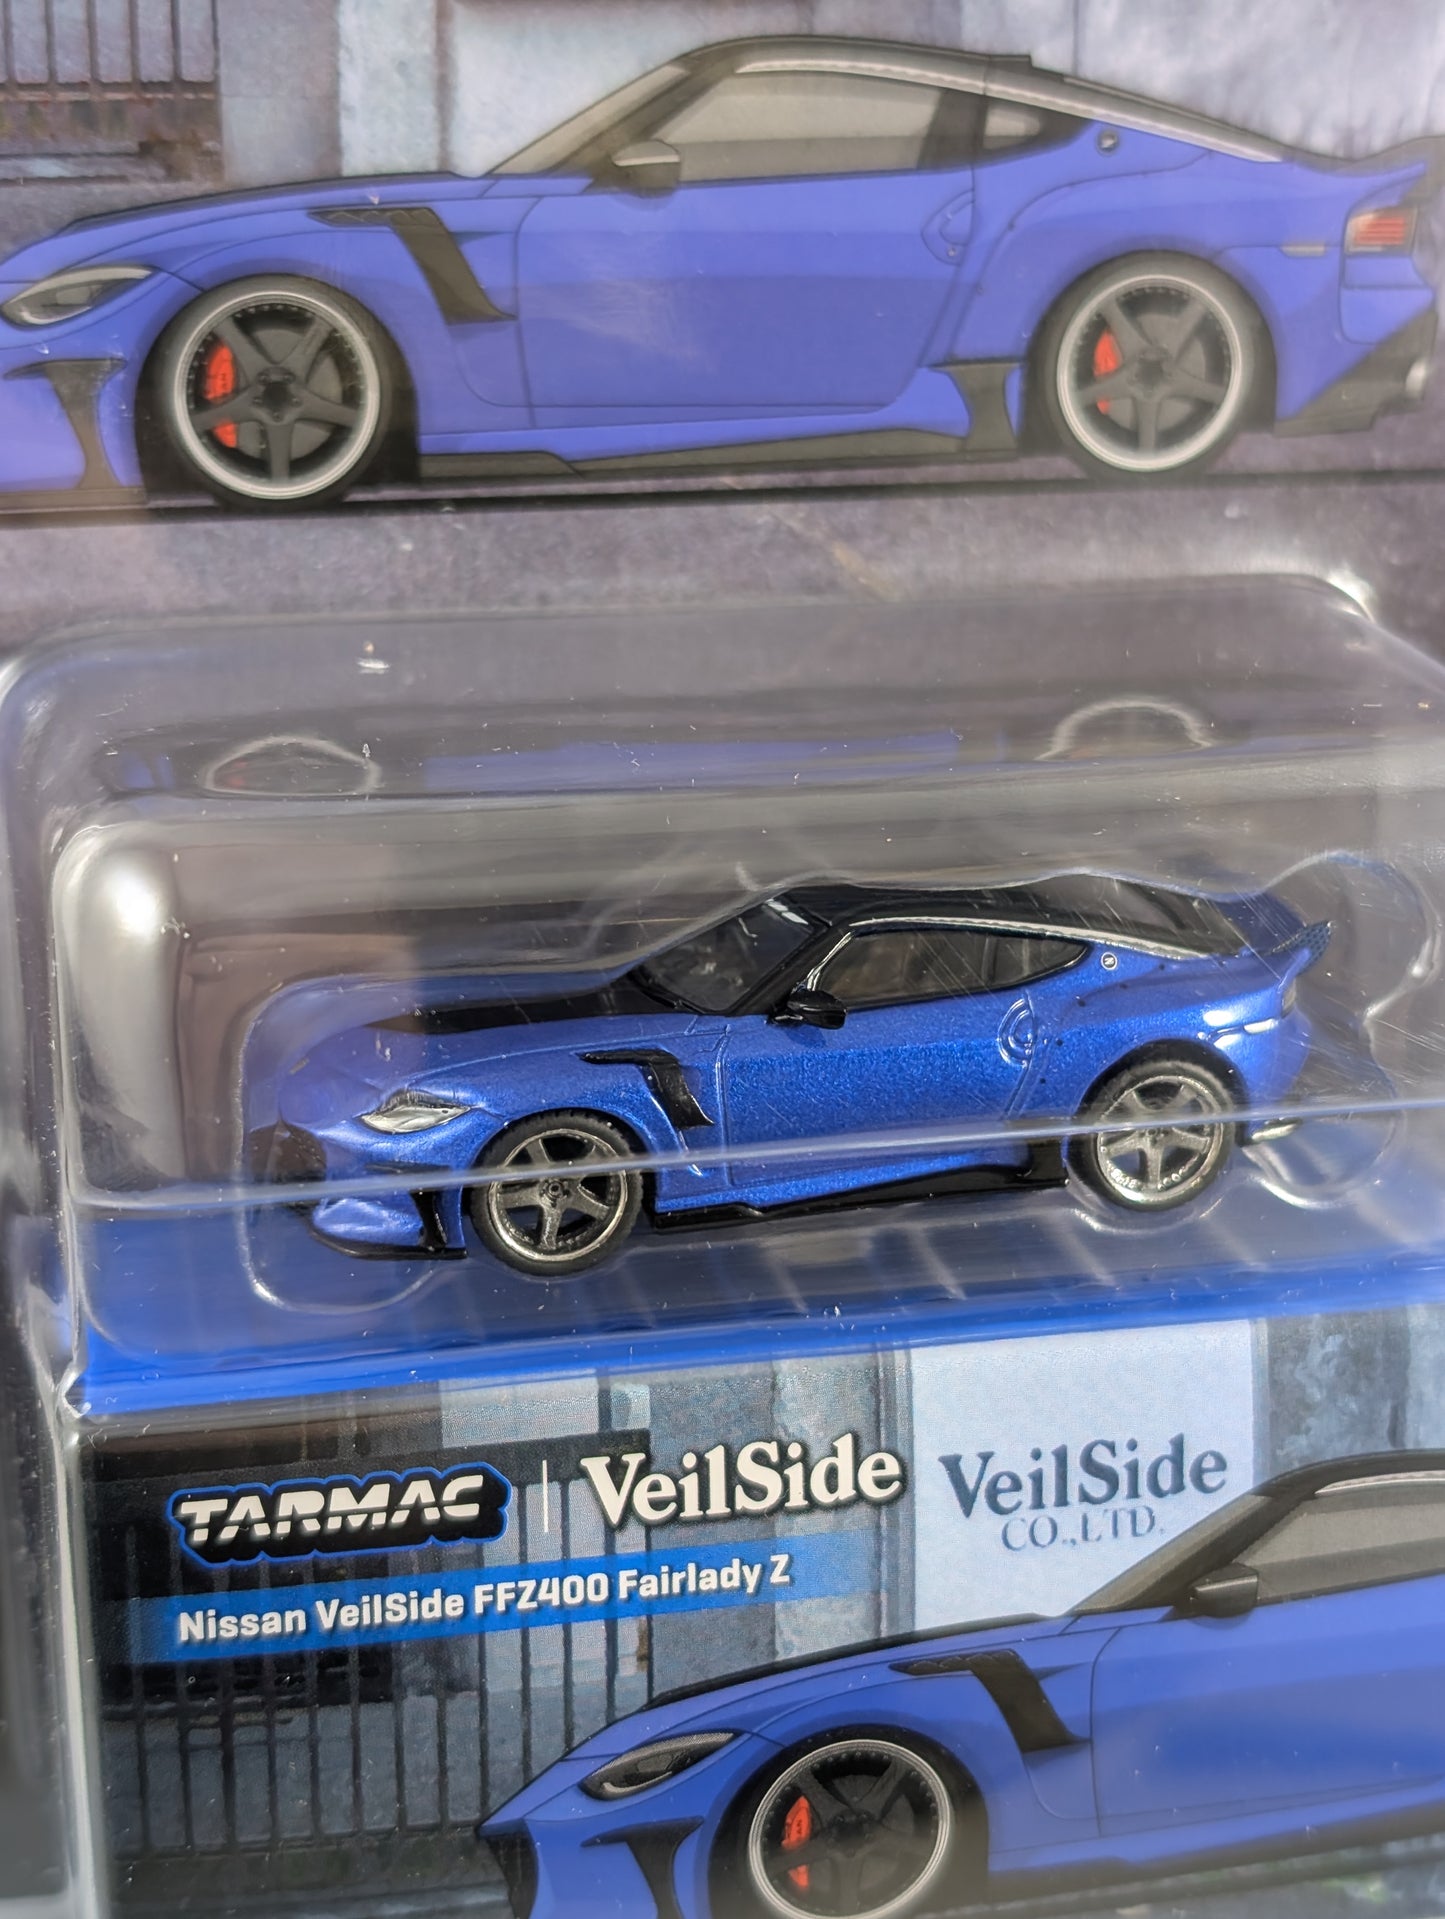 TARMAC | VeilSide
VeilSide
CO.,LTD.
Nissan VeilSide FFZ400 Fairlady Z